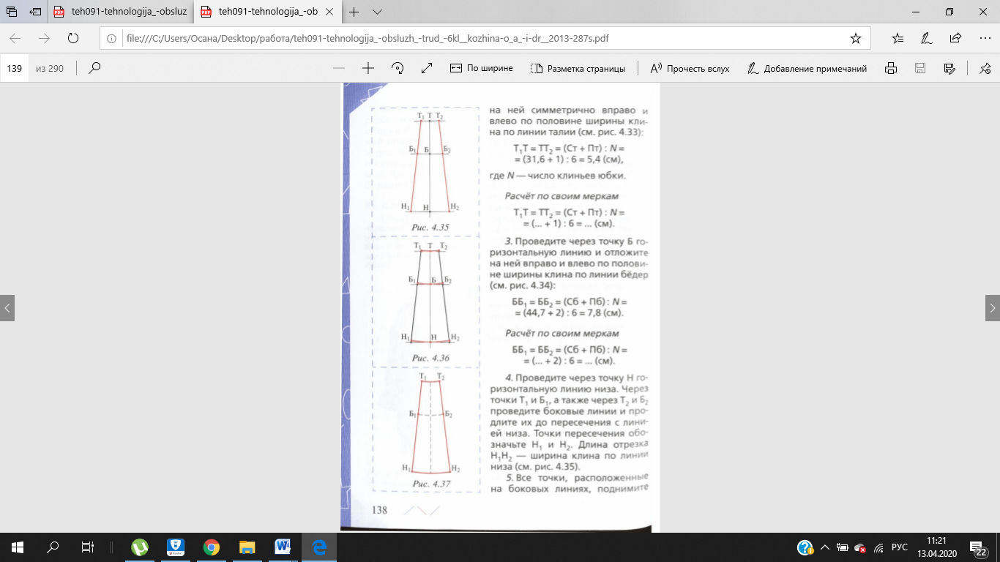 teh091-tehnologija_-obsluz
teh091-tehnologija_-ob
file:///C:/Users/Осана/Desktop/работа/teh091-tehnologija_-obsluzh_-trud_-6kl__kozhina-o_a_-i-dr__2013-287s.pdf
139 из 290
По ширине
Разметка страницы
Прочесть вслух
Добавление примечаний
T₁ T T₂
Б₁ Б Б₂
Н₁ Н Н₂
Рис. 4.35
T₁ T T₂
Б₁ Б Б₂
Н₁ Н Н₂
Рис. 4.36
T₁ T₂
Б₁ Б₂
Н₁ Н₂
Рис. 4.37
138
на ней симметрично вправо и
влево по половине ширины кли-
на по линии талии (см. рис. 4.33):
Т₁Т = ТТ₂ = (Ст + Пт) : N =
= (31,6 + 1) : 6 = 5,4 (см),
где N — число клиньев юбки.
Расчёт по своим меркам
Т₁Т = ТТ₂ = (Ст + Пт) : N =
= (... + 1) : 6 = ... (см).
3. Проведите через точку Б го-
ризонтальную линию и отложите
на ней вправо и влево по полови-
не ширины клина по линии бёдер
(см. рис. 4.34):
ББ₁ = ББ₂ = (Сб + Пб) : N =
= (44,7 + 2) : 6 = 7,8 (см).
Расчёт по своим меркам
ББ₁ = ББ₂ = (Сб + Пб) : N =
= (... + 2) : 6 = ... (см).
4. Проведите через точку Н го-
ризонтальную линию низа. Через
точки Т₁ и Б₁, а также через Т₂ и Б₂
проведите боковые линии и про-
длите их до пересечения с лини-
ей низа. Точки пересечения обо-
значьте Н₁ и Н₂. Длина отрезка
Н₁Н₂ — ширина клина по линии
низа (см. рис. 4.35).
5. Все точки, расположенные
на боковых линиях, поднимите
РУС
11:21
13.04.2020
22